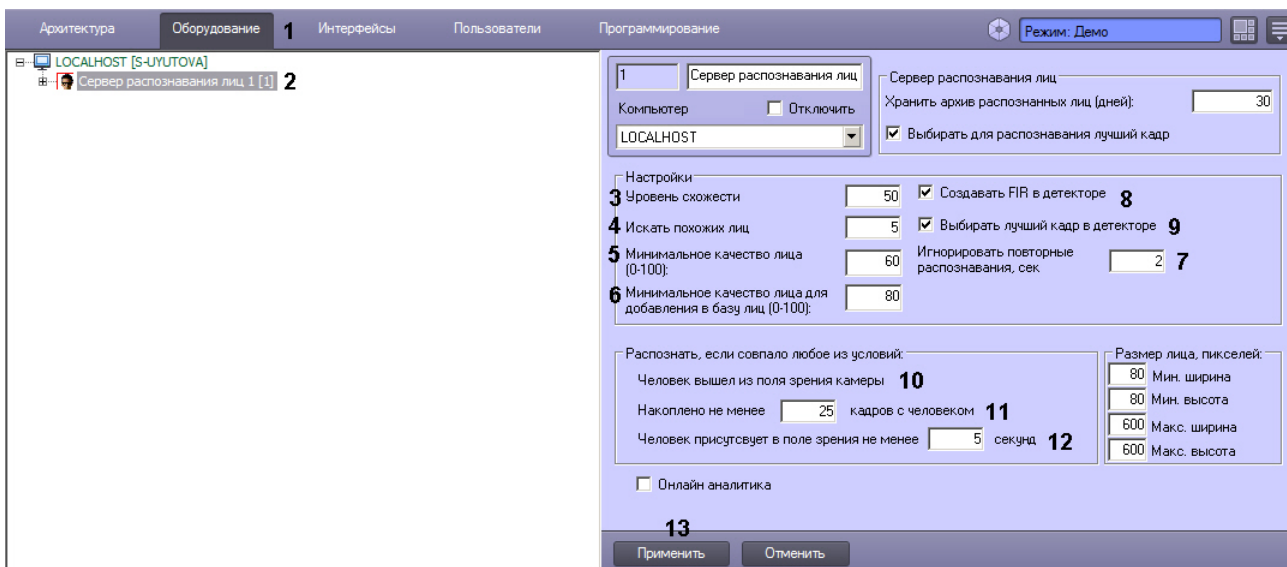 Архитектура Оборудование 1 Интерфейсы Пользователи Программирование Режим: Демо
LOCALHOST [S-UYUTOVA]
Сервер распознавания лиц 1 [1] 2
1 Сервер распознавания лиц
Компьютер Отключить
LOCALHOST
Сервер распознавания лиц
Хранить архив распознанных лиц (дней): 30
Выбирать для распознавания лучший кадр
Настройки
3 Уровень схожести 50 Создавать FIR в детекторе 8
4 Искать похожих лиц 5 Выбирать лучший кадр в детекторе 9
5 Минимальное качество лица
(0-100): 60
Игнорировать повторные
распознавания, сек 2 7
6 Минимальное качество лица для
добавления в базу лиц (0-100): 80
Распознать, если совпало любое из условий:
Человек вышел из поля зрения камеры 10
Накоплено не менее 25 кадров с человеком 11
Человек присутсвует в поле зрения не менее 5 секунд 12
Размер лица, пикселей:
80 Мин. ширина
80 Мин. высота
600 Макс. ширина
600 Макс. высота
Онлайн аналитика
13
Применить Отменить